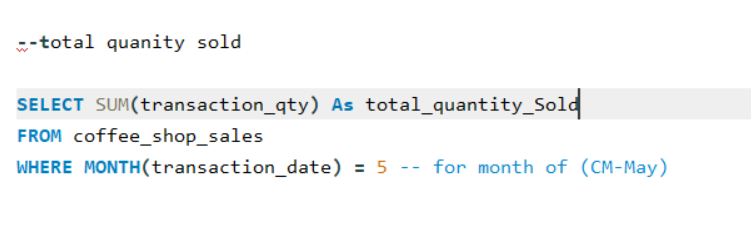 --total quanity sold
SELECT SUM(transaction_qty) As total_quantity_Sold
FROM coffee_shop_sales
WHERE MONTH(transaction_date) = 5 -- for month of (CM-May)